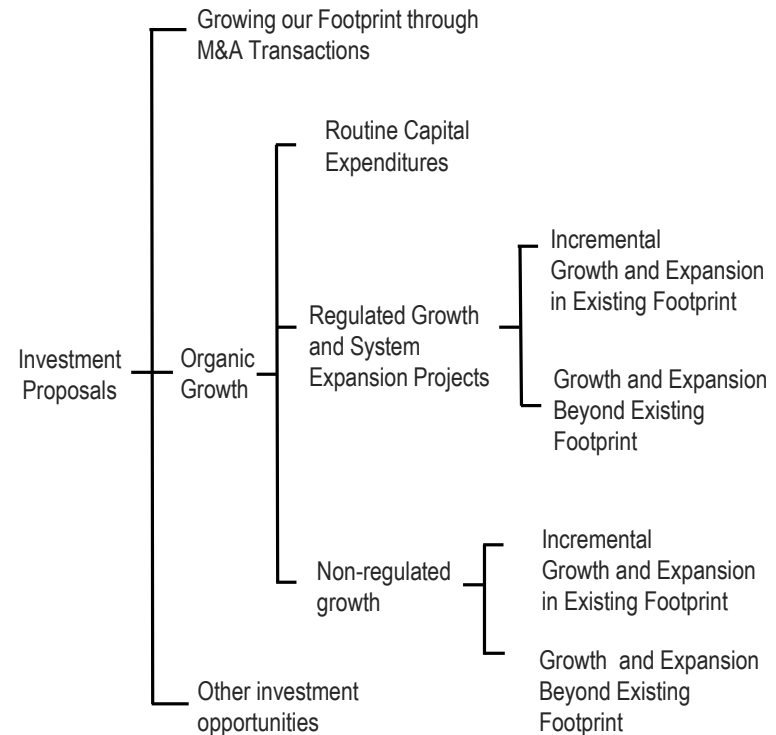 Growing our Footprint through
M&A Transactions
Routine Capital
Expenditures
Incremental
Growth and Expansion
in Existing Footprint
Regulated Growth
and System
Expansion Projects
Investment
Proposals
Organic
Growth
Growth and Expansion
Beyond Existing
Footprint
Incremental
Growth and Expansion
in Existing Footprint
Non-regulated
growth
Growth and Expansion
Beyond Existing
Footprint
Other investment
opportunities